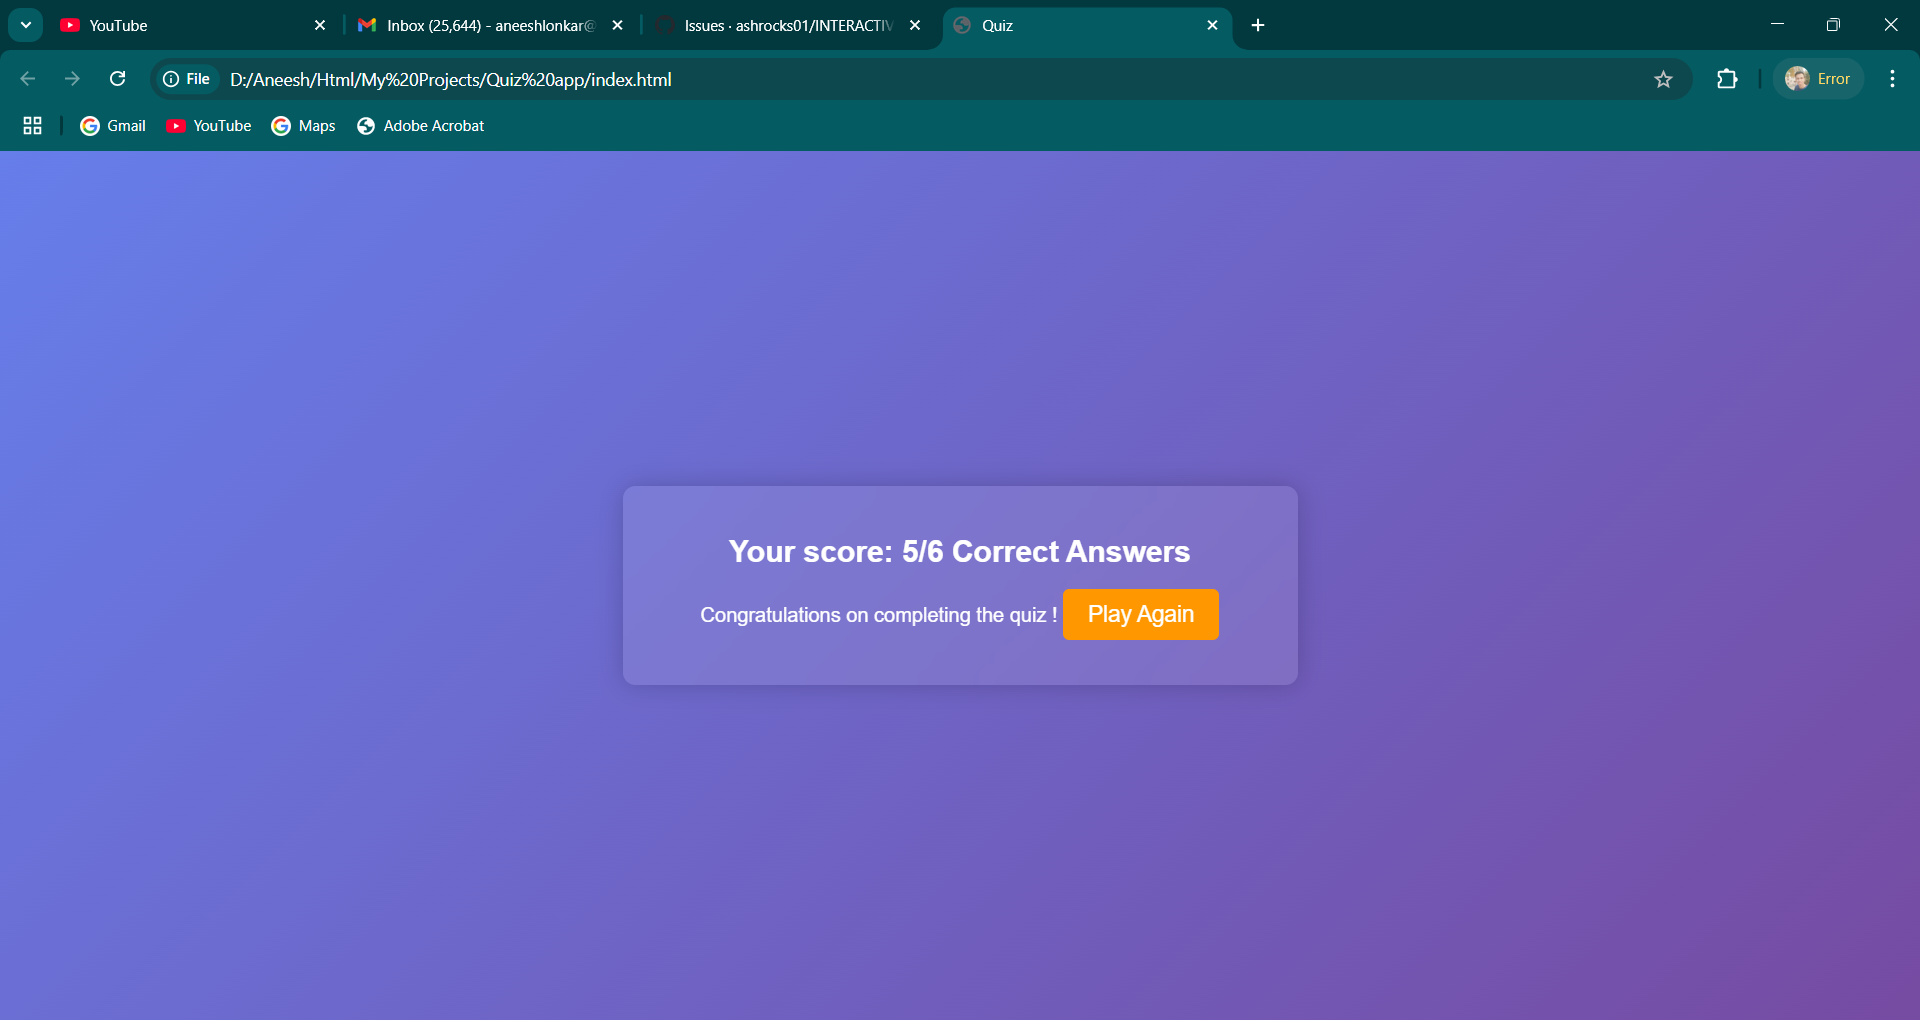 YouTube
Inbox (25,644) - aneeshlonkar@
Issues · ashrocks01/INTERACTIV
Quiz
File D:/Aneesh/Html/My%20Projects/Quiz%20app/index.html
Error
Gmail YouTube Maps Adobe Acrobat
Your score: 5/6 Correct Answers
Congratulations on completing the quiz ! Play Again